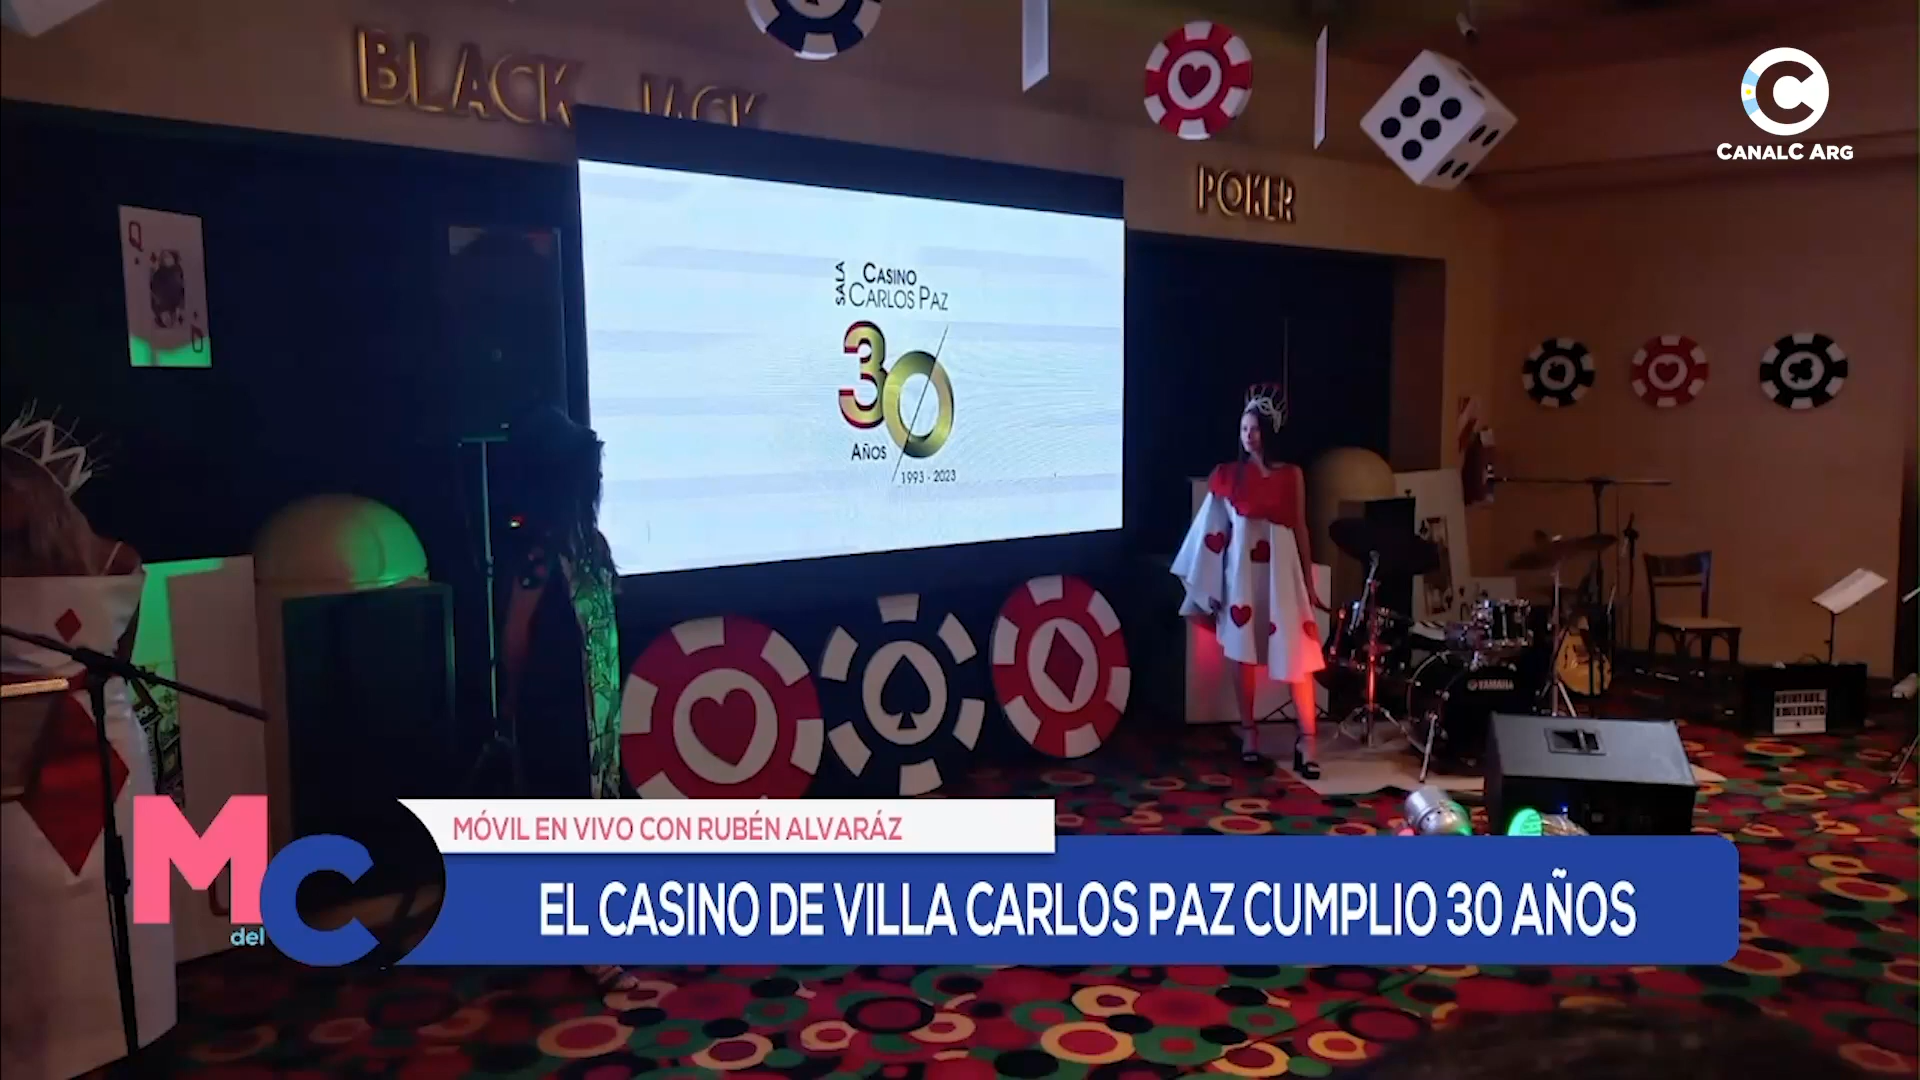 BLACK JACK
CANALC ARG
POKER
Q
Q
SALA
CASINO
CARLOS PAZ
30
AÑOS
1993 - 2023
YAMAHA
MÓVIL EN VIVO CON RUBÉN ALVARÁZ
M del C
EL CASINO DE VILLA CARLOS PAZ CUMPLIO 30 AÑOS